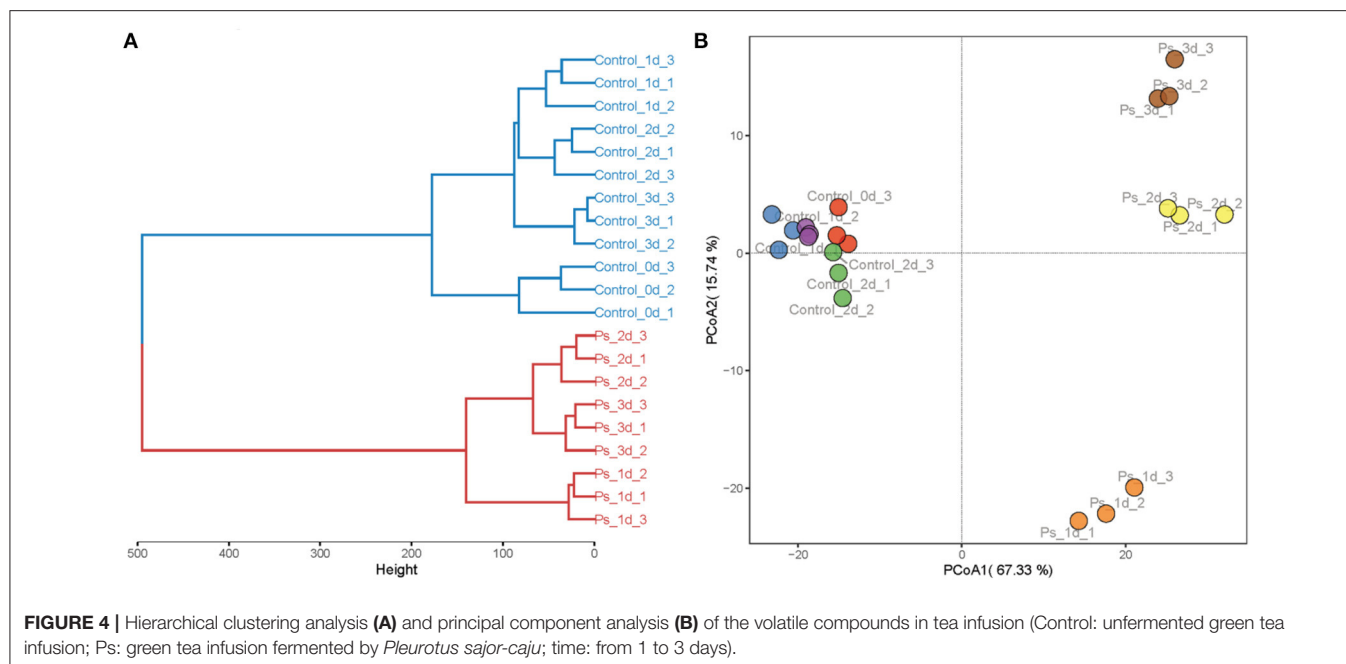 A
Control_1d_3
Control_1d_1
Control_1d_2
Control_2d_2
Control_2d_1
Control_2d_3
Control_3d_3
Control_3d_1
Control_3d_2
Control_0d_3
Control_0d_2
Control_0d_1
Ps_2d_3
Ps_2d_1
Ps_2d_2
Ps_3d_3
Ps_3d_1
Ps_3d_2
Ps_1d_2
Ps_1d_1
Ps_1d_3
500 400 300 200 100 0
Height
B
Ps_3d_3
Ps_3d_2
Ps_3d_1
10
Ps_2d_3
Ps_2d_2
Ps_2d_1
Control_0d_3
Control_1d_2
Control_1d
0
Control_2d_3
Control_2d_1
Control_2d_2
PCoA2( 15.74 %)
−10
−20
Ps_1d_3
Ps_1d_2
Ps_1d_1
−20 0 20
PCoA1( 67.33 %)
FIGURE 4 | Hierarchical clustering analysis (A) and principal component analysis (B) of the volatile compounds in tea infusion (Control: unfermented green tea
infusion; Ps: green tea infusion fermented by Pleurotus sajor-caju; time: from 1 to 3 days).